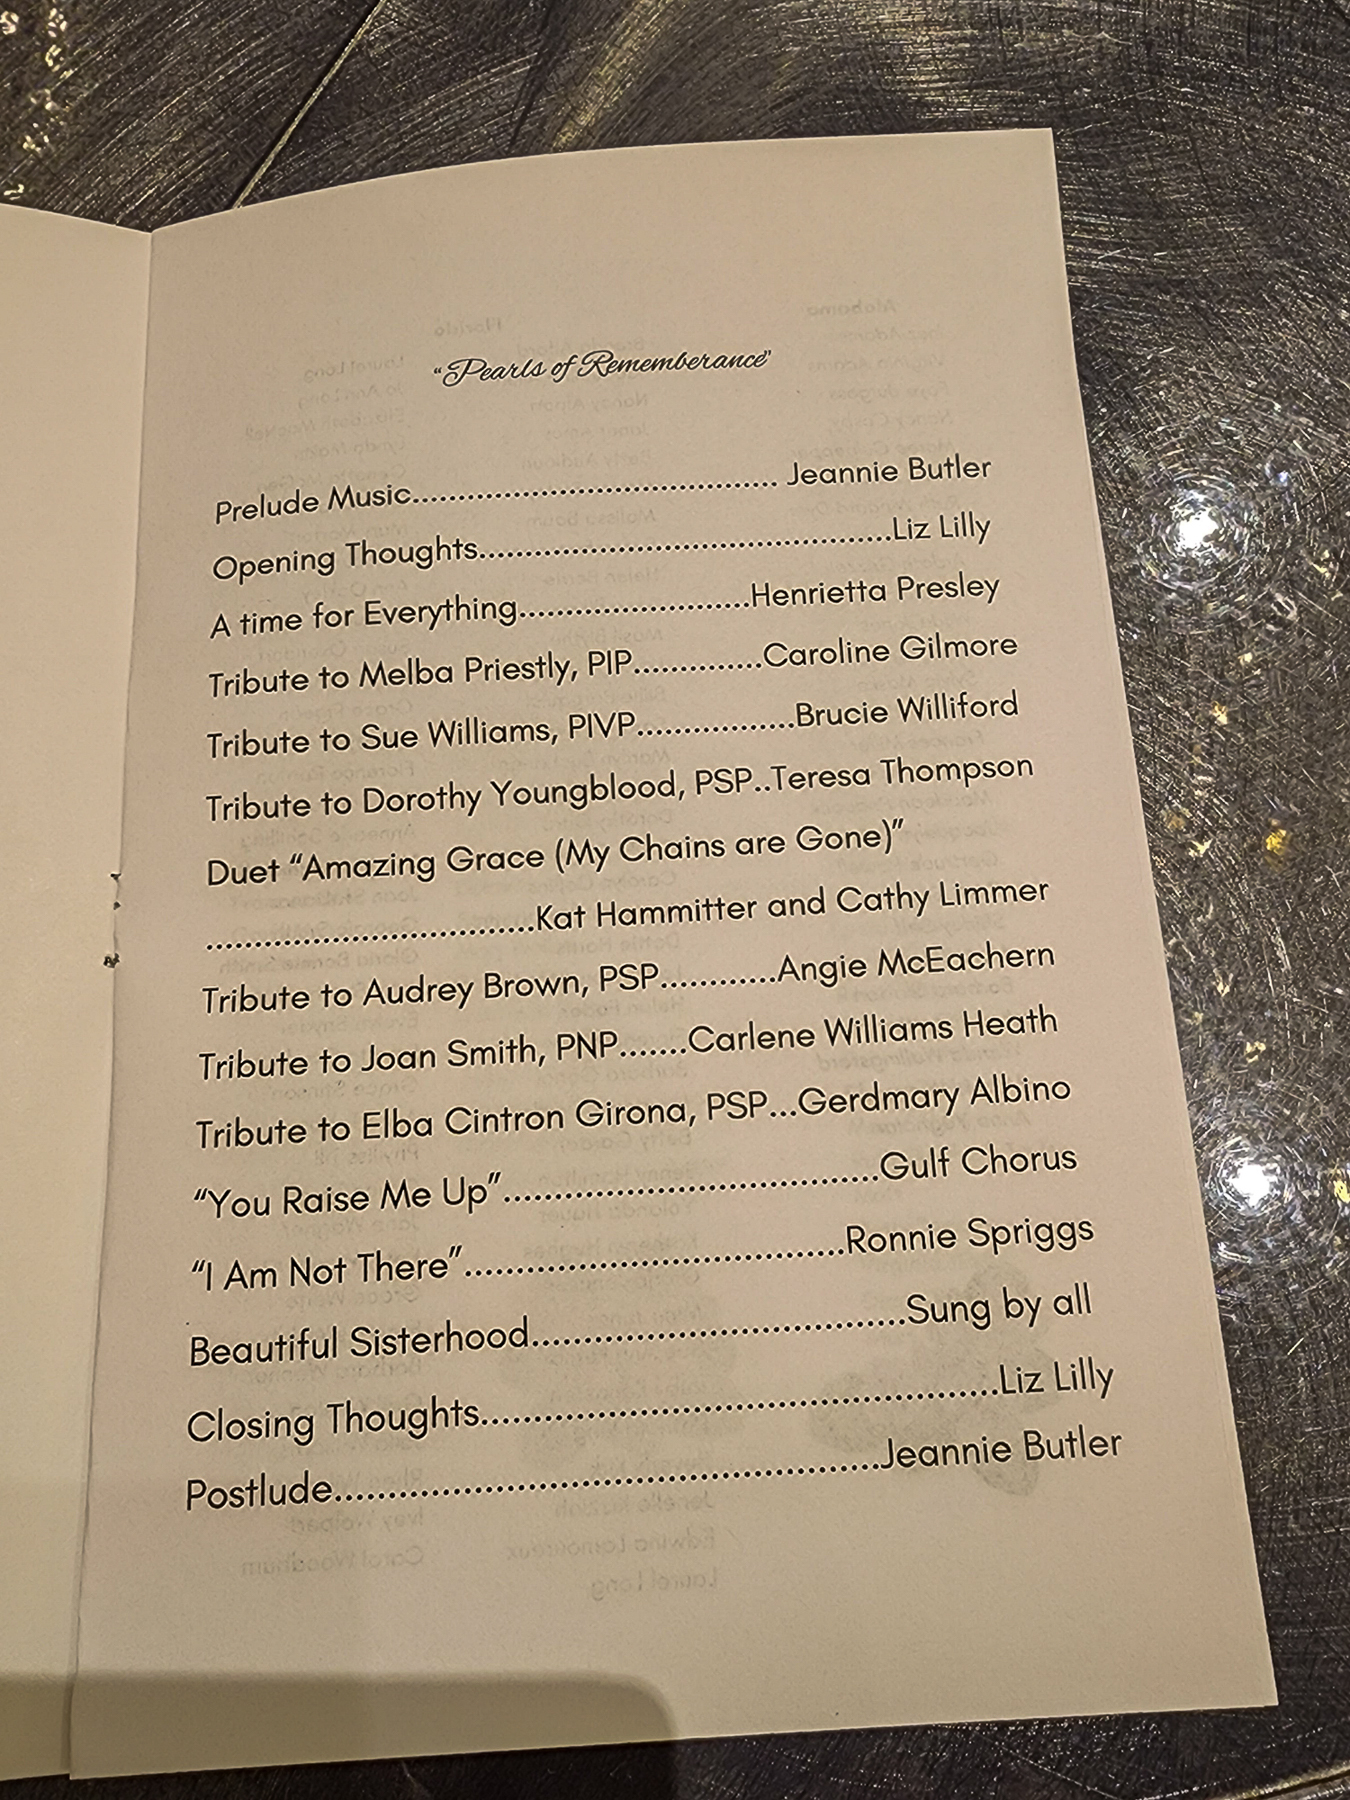 "Pearls of Rememberance"
Prelude Music........................................ Jeannie Butler
Opening Thoughts.............................................Liz Lilly
A time for Everything.........................Henrietta Presley
Tribute to Melba Priestly, PIP..............Caroline Gilmore
Tribute to Sue Williams, PIVP.................Brucie Williford
Tribute to Dorothy Youngblood, PSP..Teresa Thompson
Duet “Amazing Grace (My Chains are Gone)”
..................................Kat Hammitter and Cathy Limmer
Tribute to Audrey Brown, PSP............Angie McEachern
Tribute to Joan Smith, PNP.......Carlene Williams Heath
Tribute to Elba Cintron Girona, PSP...Gerdmary Albino
“You Raise Me Up”.......................................Gulf Chorus
“I Am Not There”.......................................Ronnie Spriggs
Beautiful Sisterhood.......................................Sung by all
Closing Thoughts.....................................................Liz Lilly
Postlude........................................................Jeannie Butler